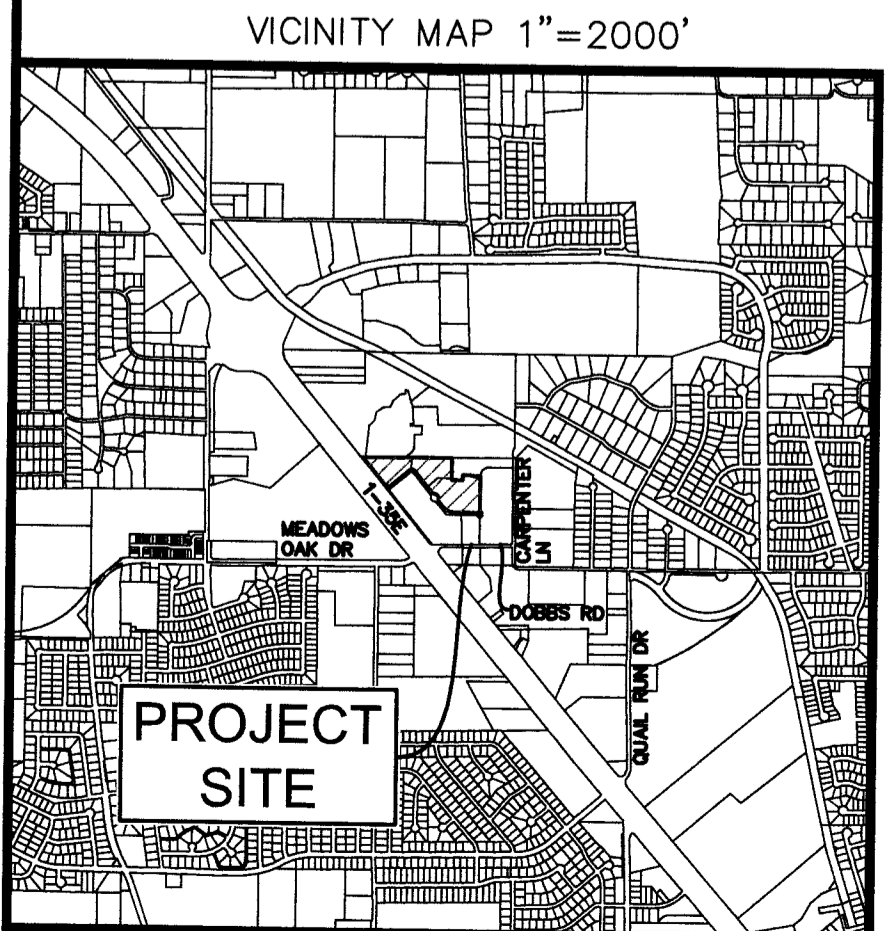 VICINITY MAP 1"=2000'
I-35E
CARPENTER
LN
MEADOWS
OAK DR
DOBBS RD
QUAIL RUN DR
PROJECT
SITE